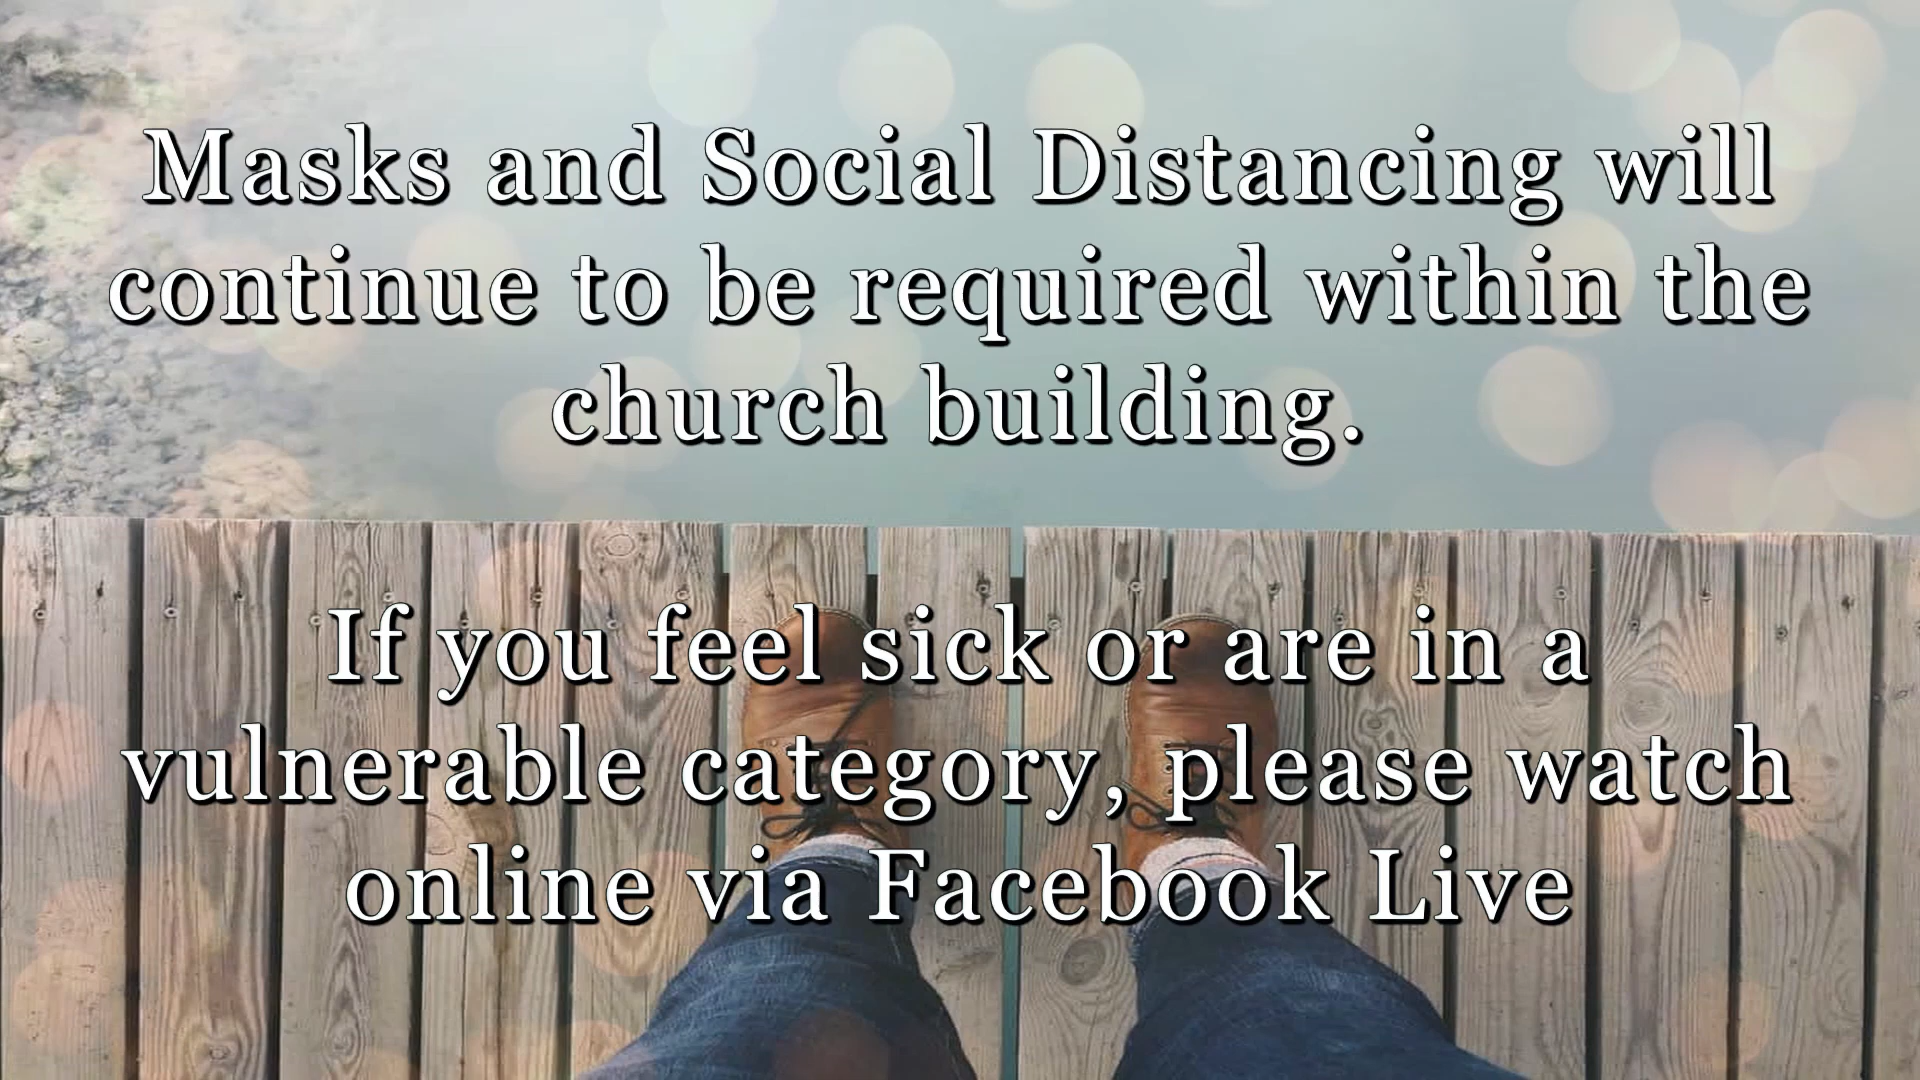 Masks and Social Distancing will
continue to be required within the
church building.
If you feel sick or are in a
vulnerable category, please watch
online via Facebook Live